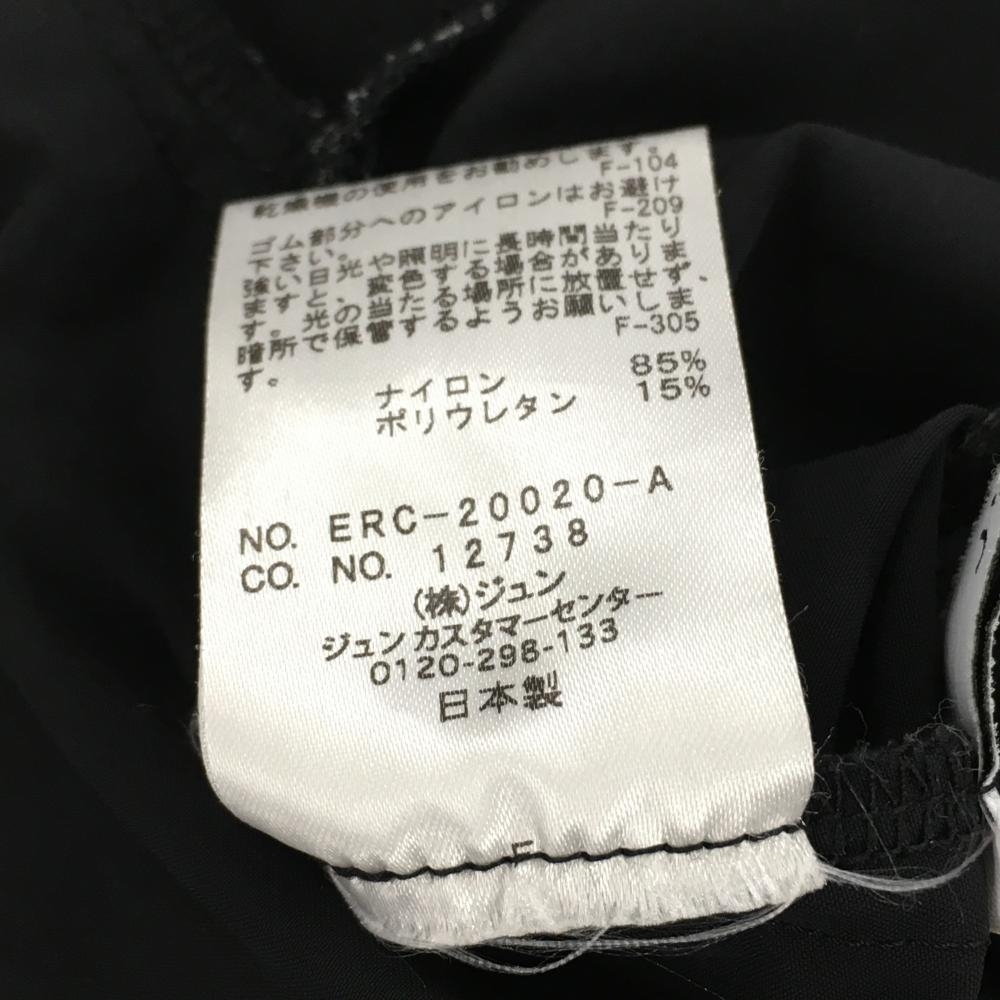 乾燥機の使用をお勧めします。
F-104
ゴム部分へのアイロンはお避け
下さい。
F-209
強い日光や照明に長時間当たり
ますと、変色する場合がありま
す。光の当たる場所に放置せず、
暗所で保管するようお願いしま
す。
F-305
ナイロン 85%
ポリウレタン 15%
NO. ERC-20020-A
CO. NO. 12738
(株)ジュン
ジュンカスタマーセンター
0120-298-133
日本製